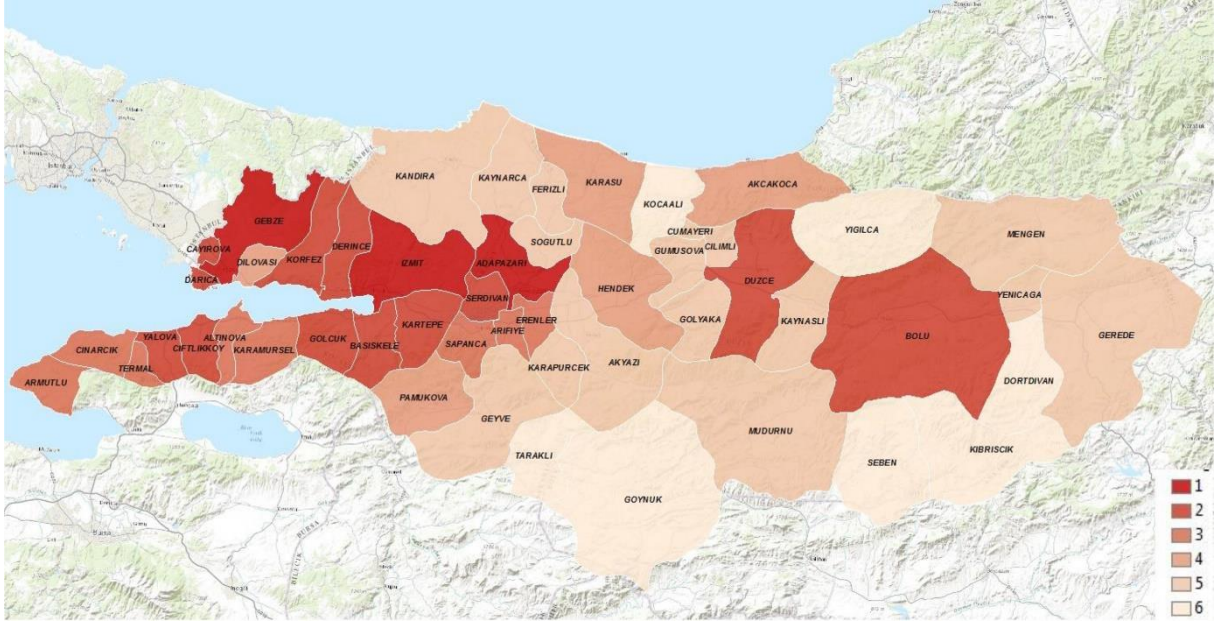 KANDIRA
KAYNARCA
FERIZLI
KARASU
KOCAALI
AKCAKOCA
GEBZE
CAYIROVA
DILOVASI
DARICA
KORFEZ
DERINCE
IZMIT
ADAPAZARI
SOGUTLU
SERDIVAN
HENDEK
CUMAYERI
GUMUSOVA
CILIMLI
YIGILCA
MENGEN
DUZCE
GOLYAKA
KAYNASLI
BOLU
YENICAGA
GEREDE
DORTDIVAN
YALOVA
ALTINOVA
CIFTLIKKOY
CINARCIK
TERMAL
ARMUTLU
KARAMURSEL
GOLCUK
BASISKELE
KARTEPE
SAPANCA
ARIFIYE
ERENLER
KARAPURCEK
AKYAZI
PAMUKOVA
GEYVE
TARAKLI
GOYNUK
MUDURNU
SEBEN
KIBRISCIK
ISTANBUL
BURSA
BILECIK
1
2
3
4
5
6